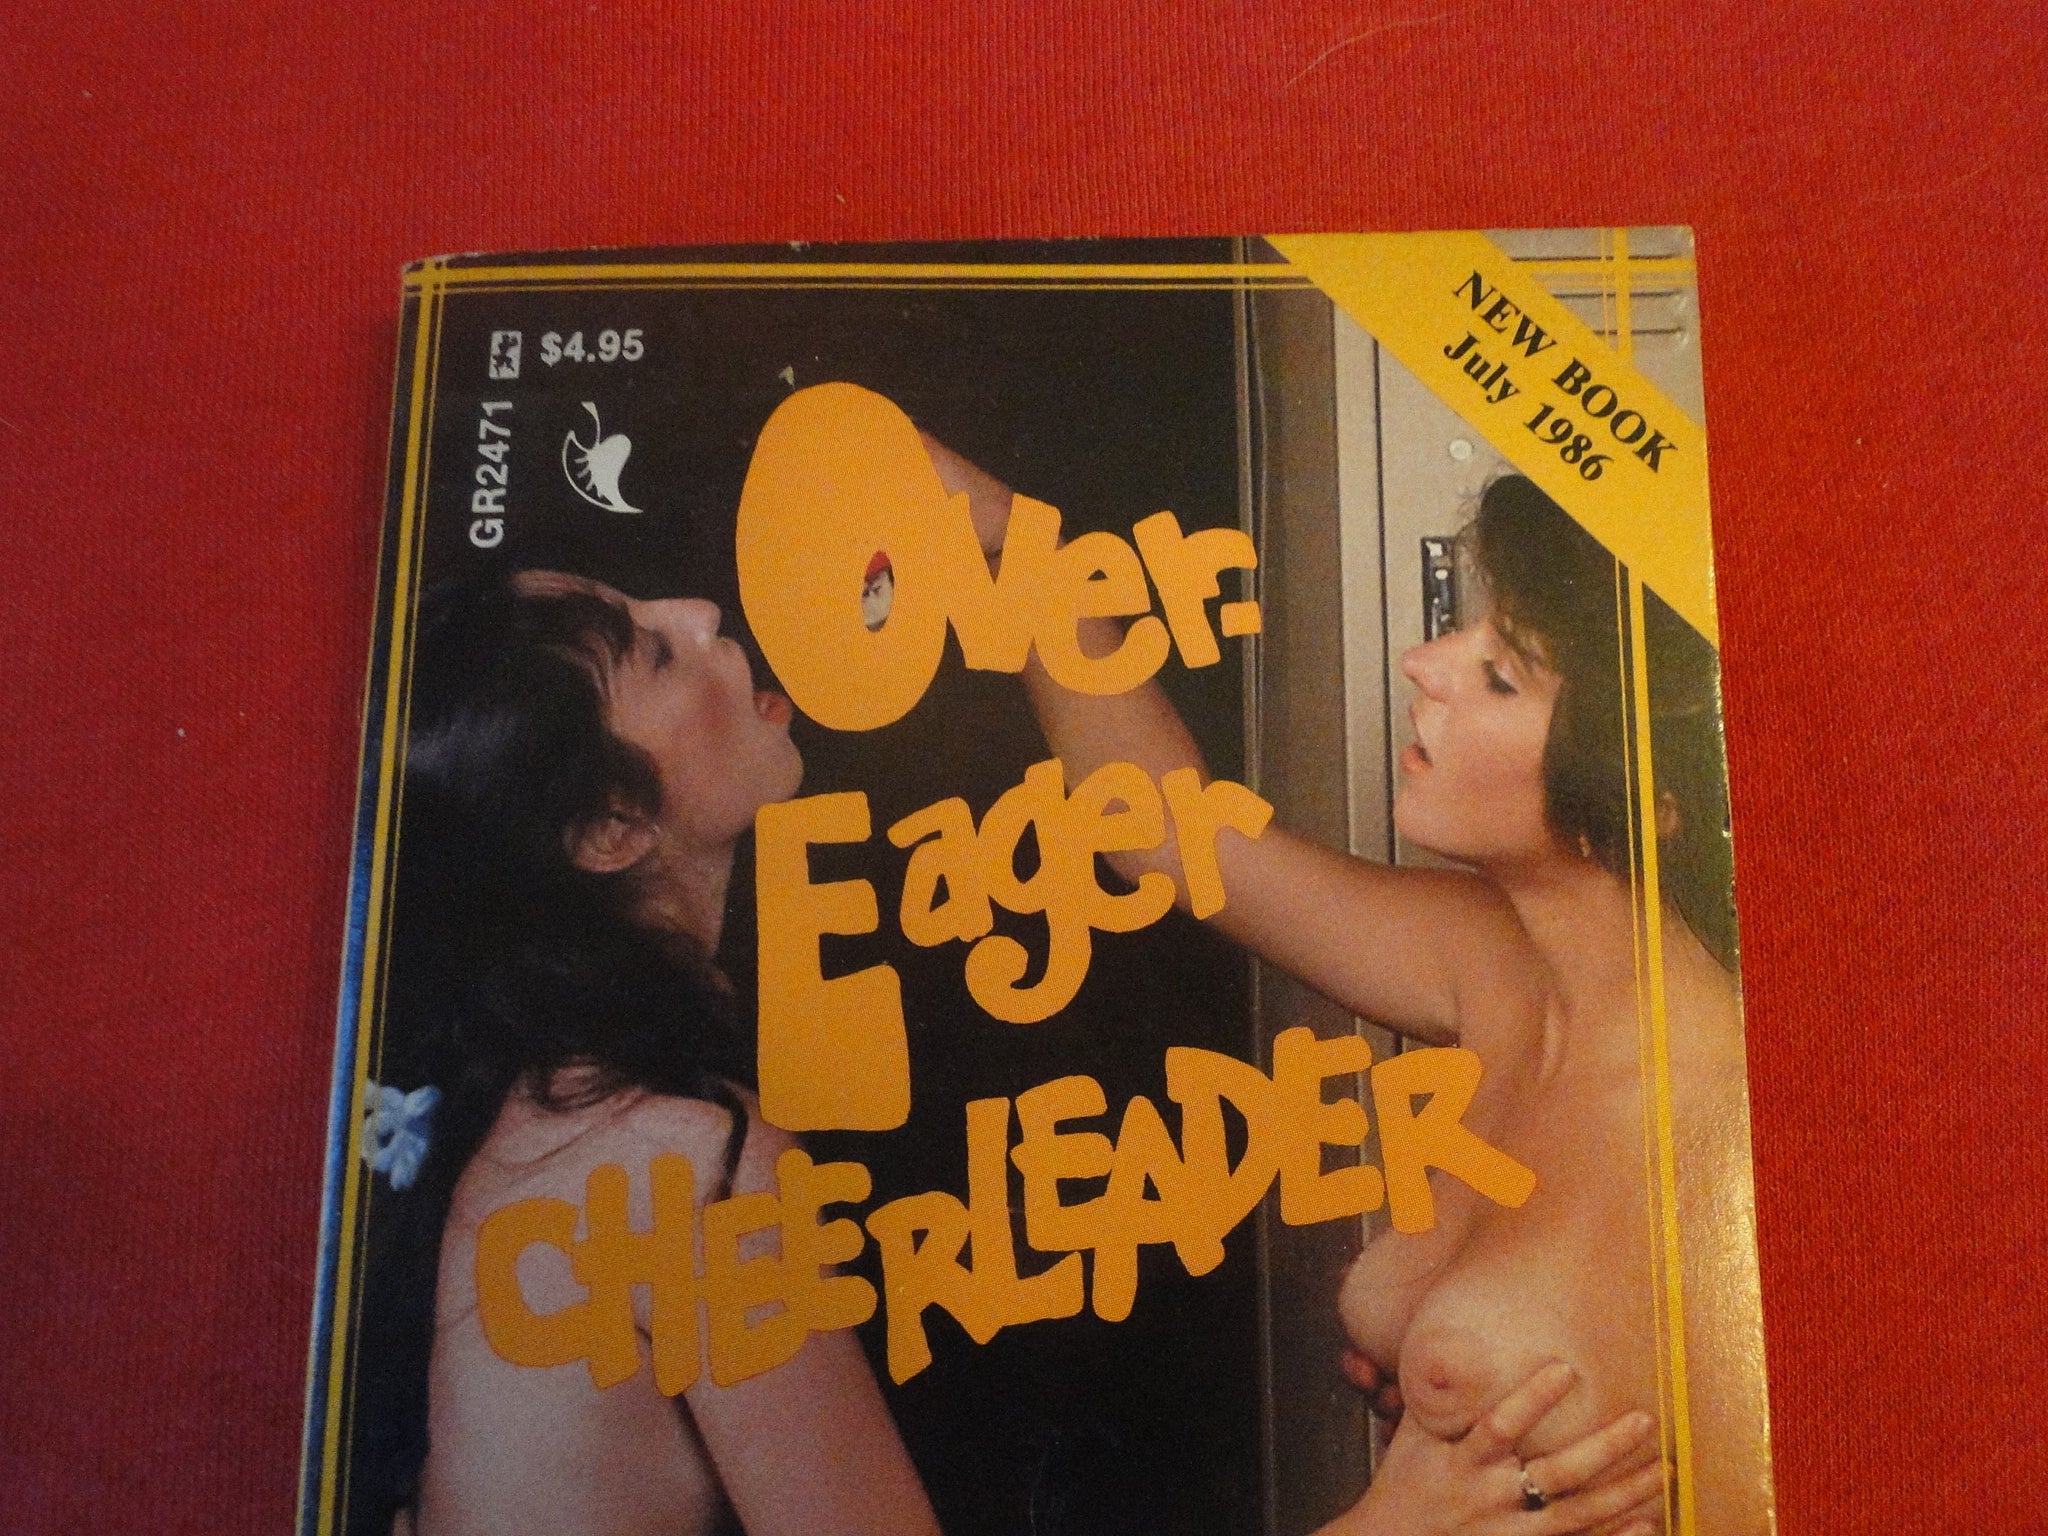 GR2471
$4.95
NEW BOOK
July 1986
Over-
Eager
CHEERLEADER